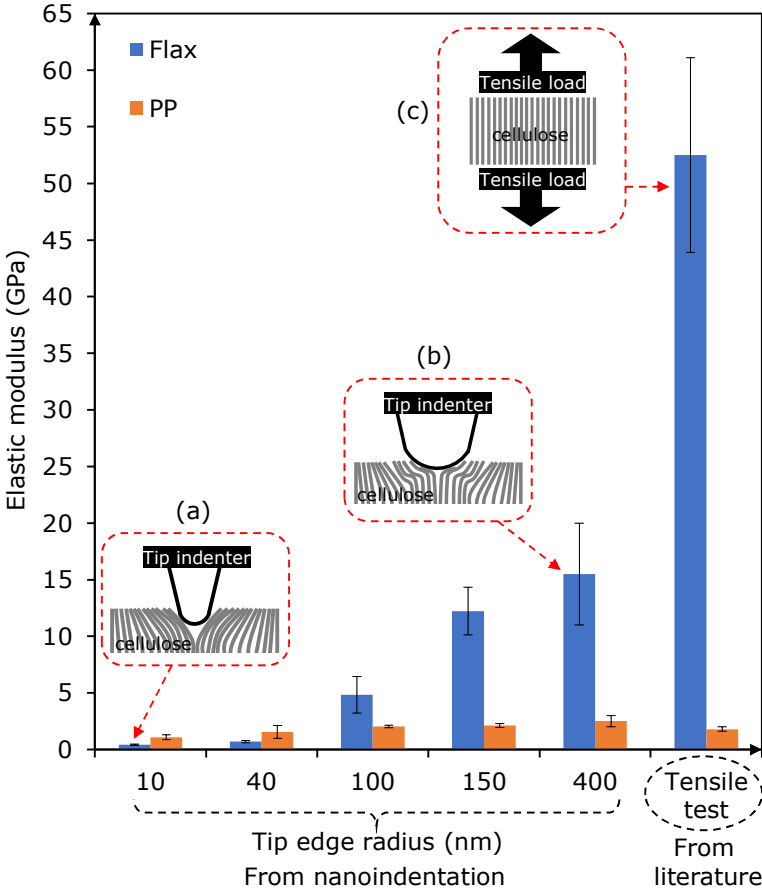 65
60
55
50
45
40
35
30
25
20
15
10
5
0
Elastic modulus (GPa)
Flax
PP
(c)
Tensile load
cellulose
Tensile load
(b)
Tip indenter
cellulose
(a)
Tip indenter
cellulose
10 40 100 150 400 Tensile
test
Tip edge radius (nm)
From nanoindentation
From
literature